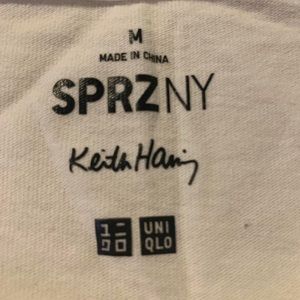 M
MADE IN CHINA
SPRZNY
Keith Haring
ユニ UNI
クロ QLO